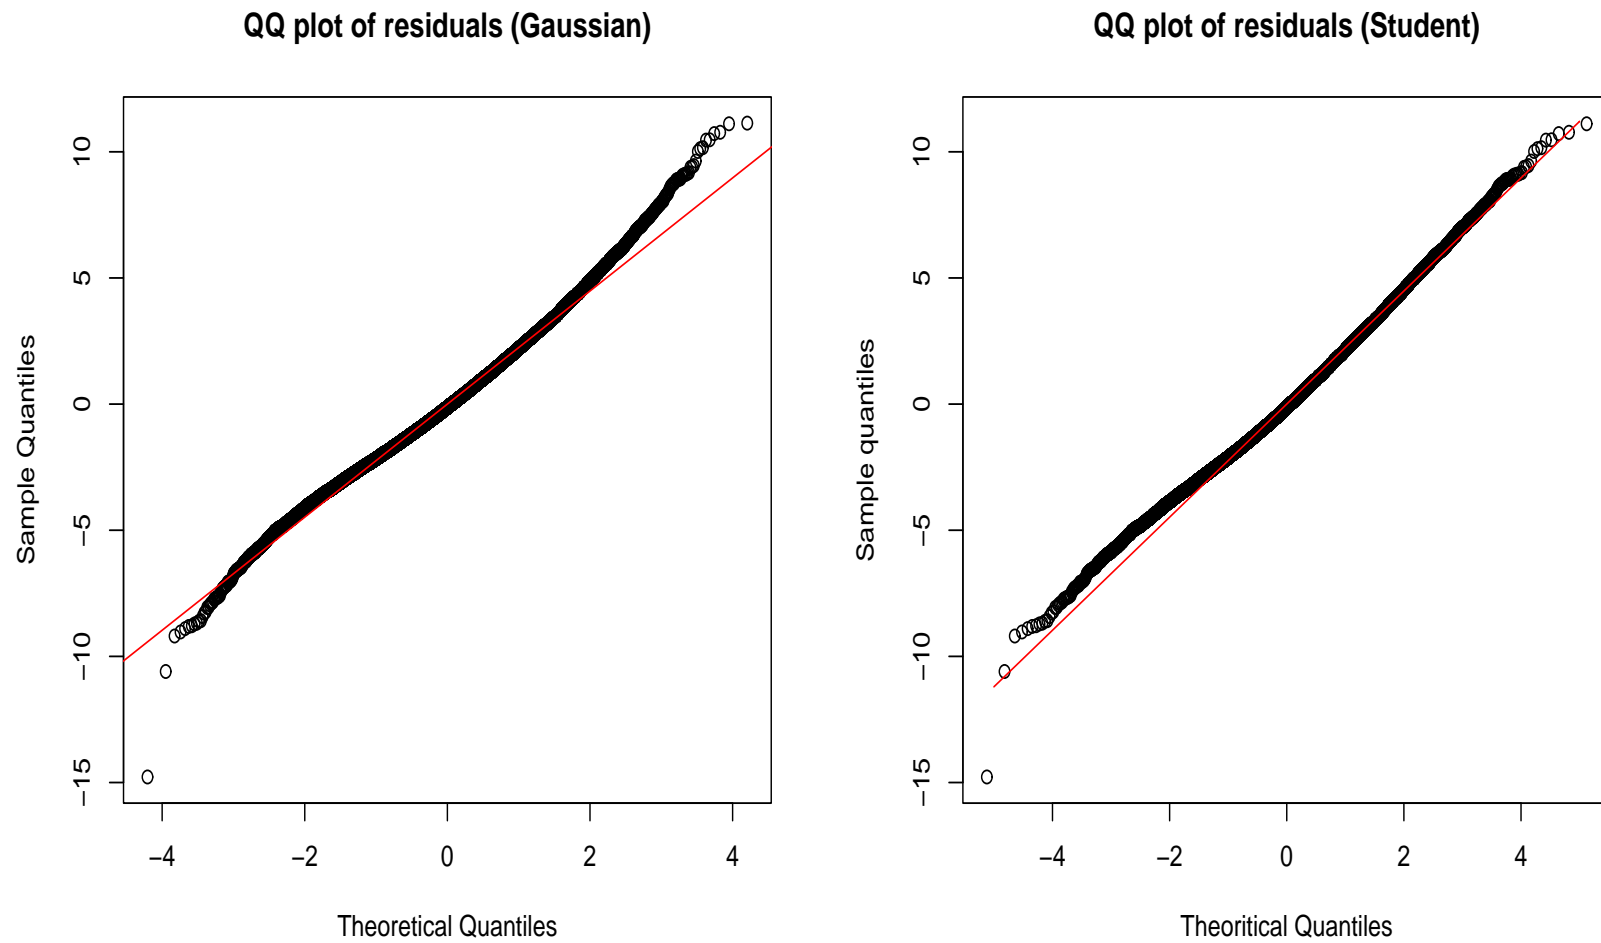 QQ plot of residuals (Gaussian)
Sample Quantiles
10
5
0
−5
−10
−15
−4 −2 0 2 4
Theoretical Quantiles
QQ plot of residuals (Student)
Sample quantiles
10
5
0
−5
−10
−15
−4 −2 0 2 4
Theoritical Quantiles